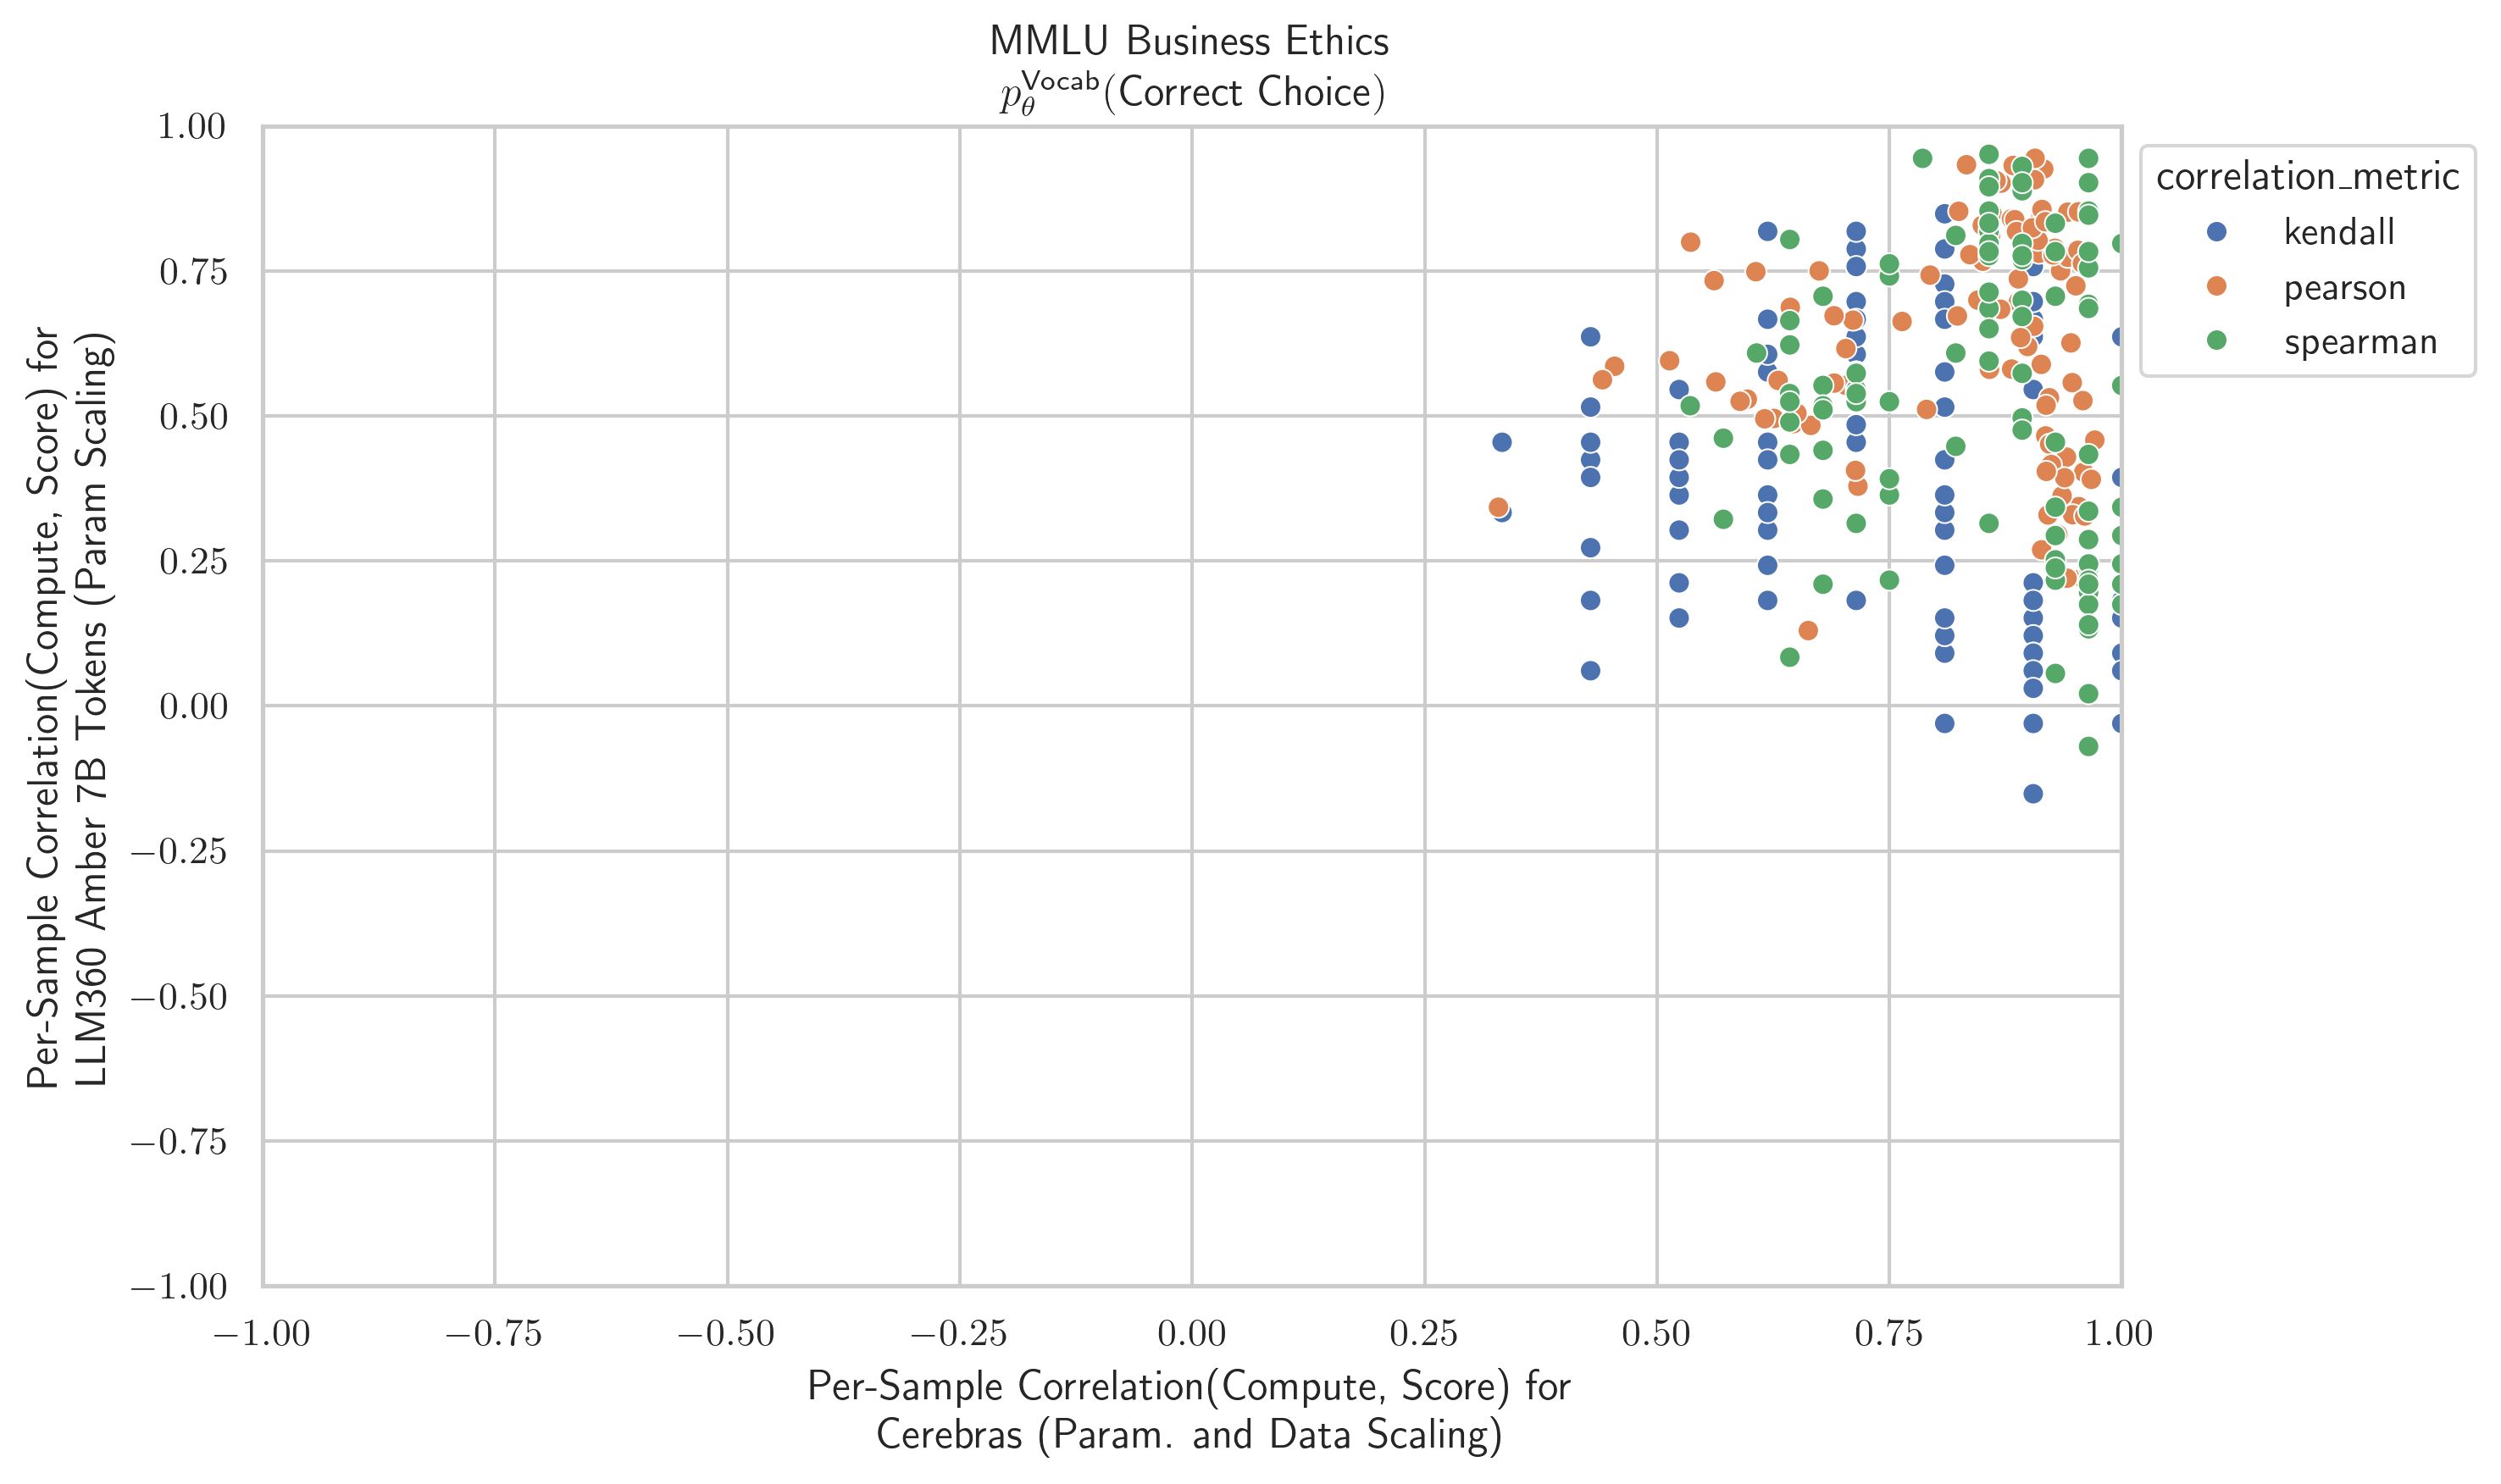 MMLU Business Ethics
p_θ^Vocab(Correct Choice)
Per-Sample Correlation(Compute, Score) for
LLM360 Amber 7B Tokens (Param Scaling)
1.00
0.75
0.50
0.25
0.00
−0.25
−0.50
−0.75
−1.00
correlation_metric
kendall
pearson
spearman
−1.00 −0.75 −0.50 −0.25 0.00 0.25 0.50 0.75 1.00
Per-Sample Correlation(Compute, Score) for
Cerebras (Param. and Data Scaling)